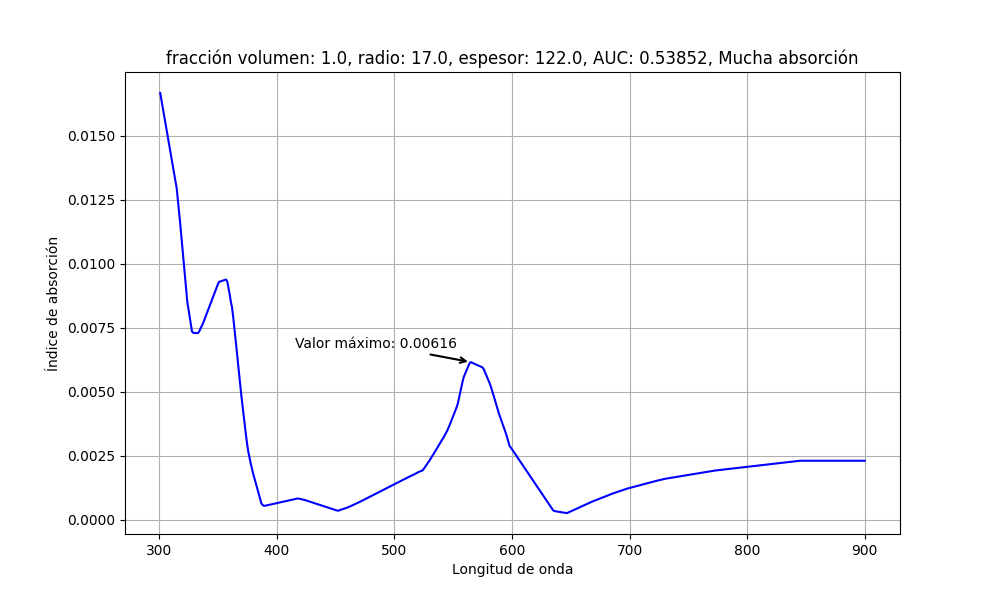 fracción volumen: 1.0, radio: 17.0, espesor: 122.0, AUC: 0.53852, Mucha absorción
0.0150
0.0125
0.0100
0.0075
0.0050
0.0025
0.0000
Índice de absorción
Valor máximo: 0.00616
300 400 500 600 700 800 900
Longitud de onda